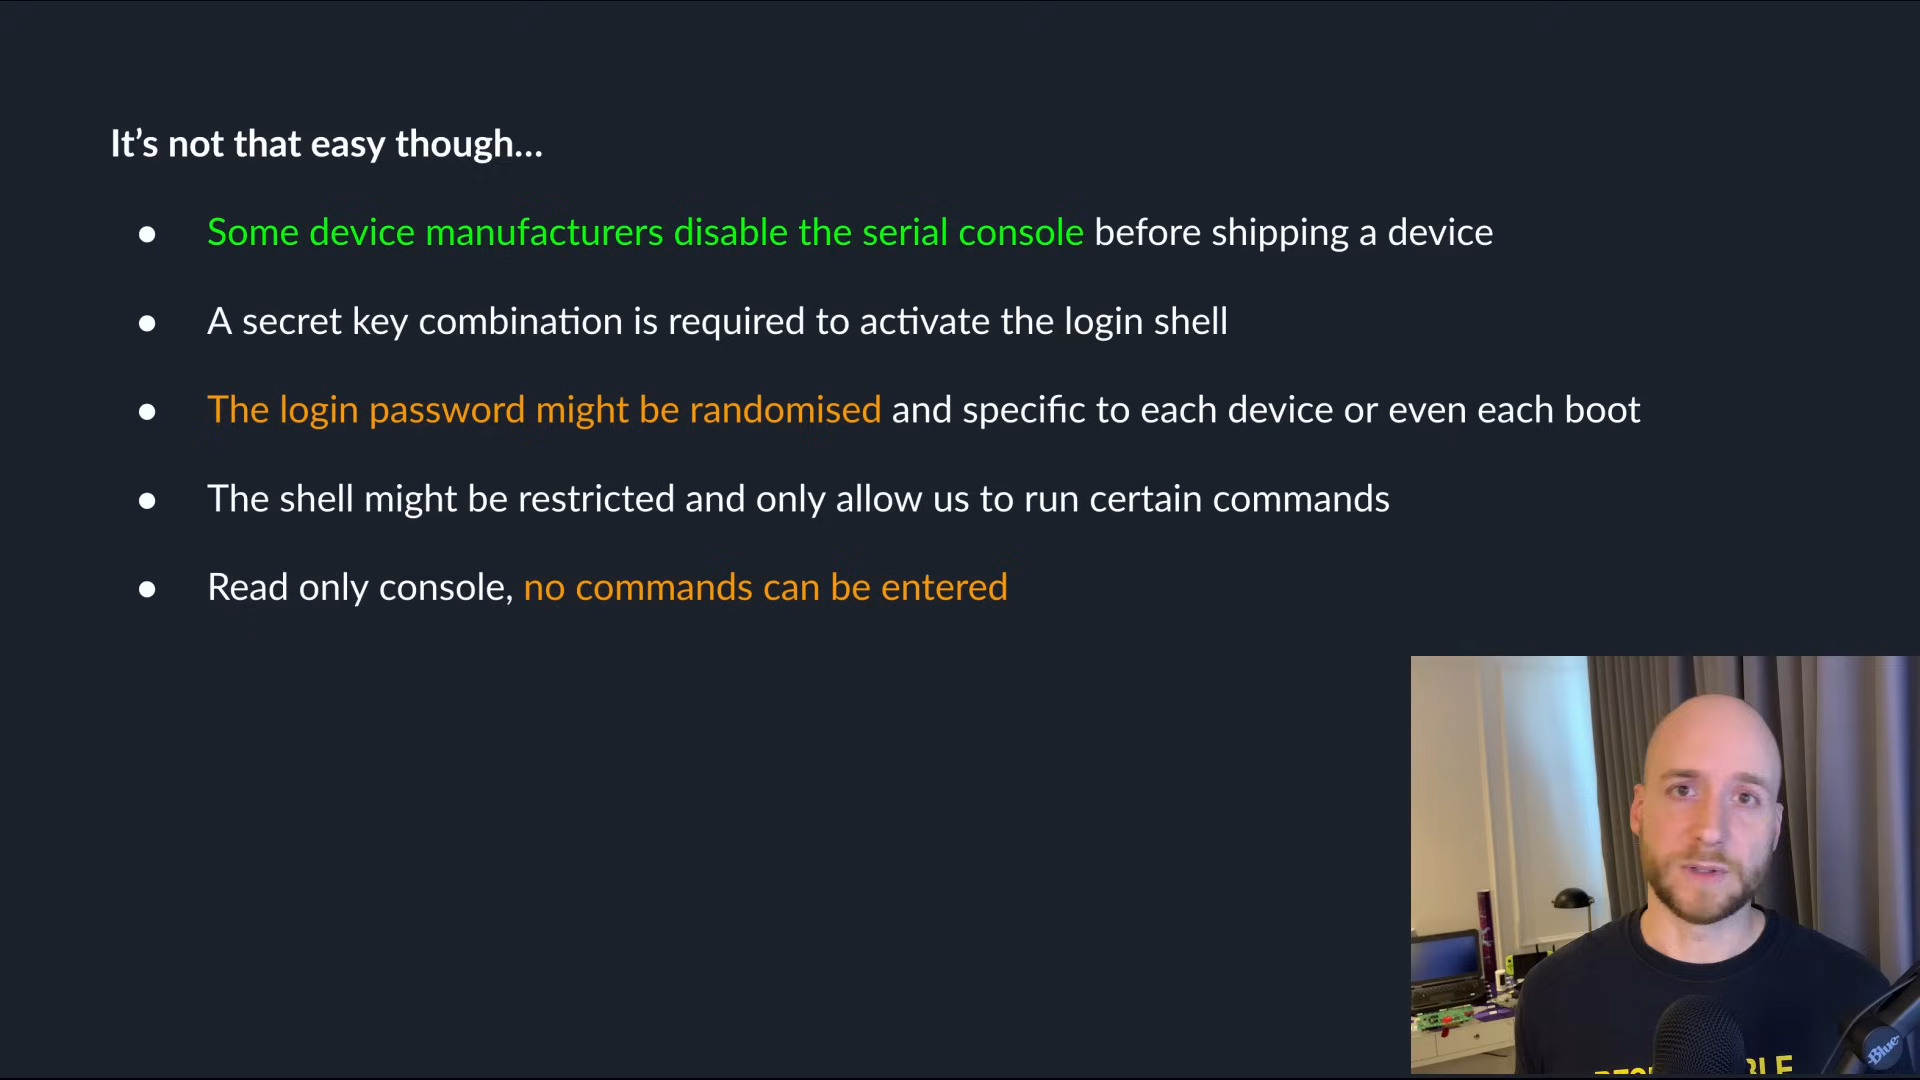 It’s not that easy though...
● Some device manufacturers disable the serial console before shipping a device
● A secret key combination is required to activate the login shell
● The login password might be randomised and specific to each device or even each boot
● The shell might be restricted and only allow us to run certain commands
● Read only console, no commands can be entered
Blue